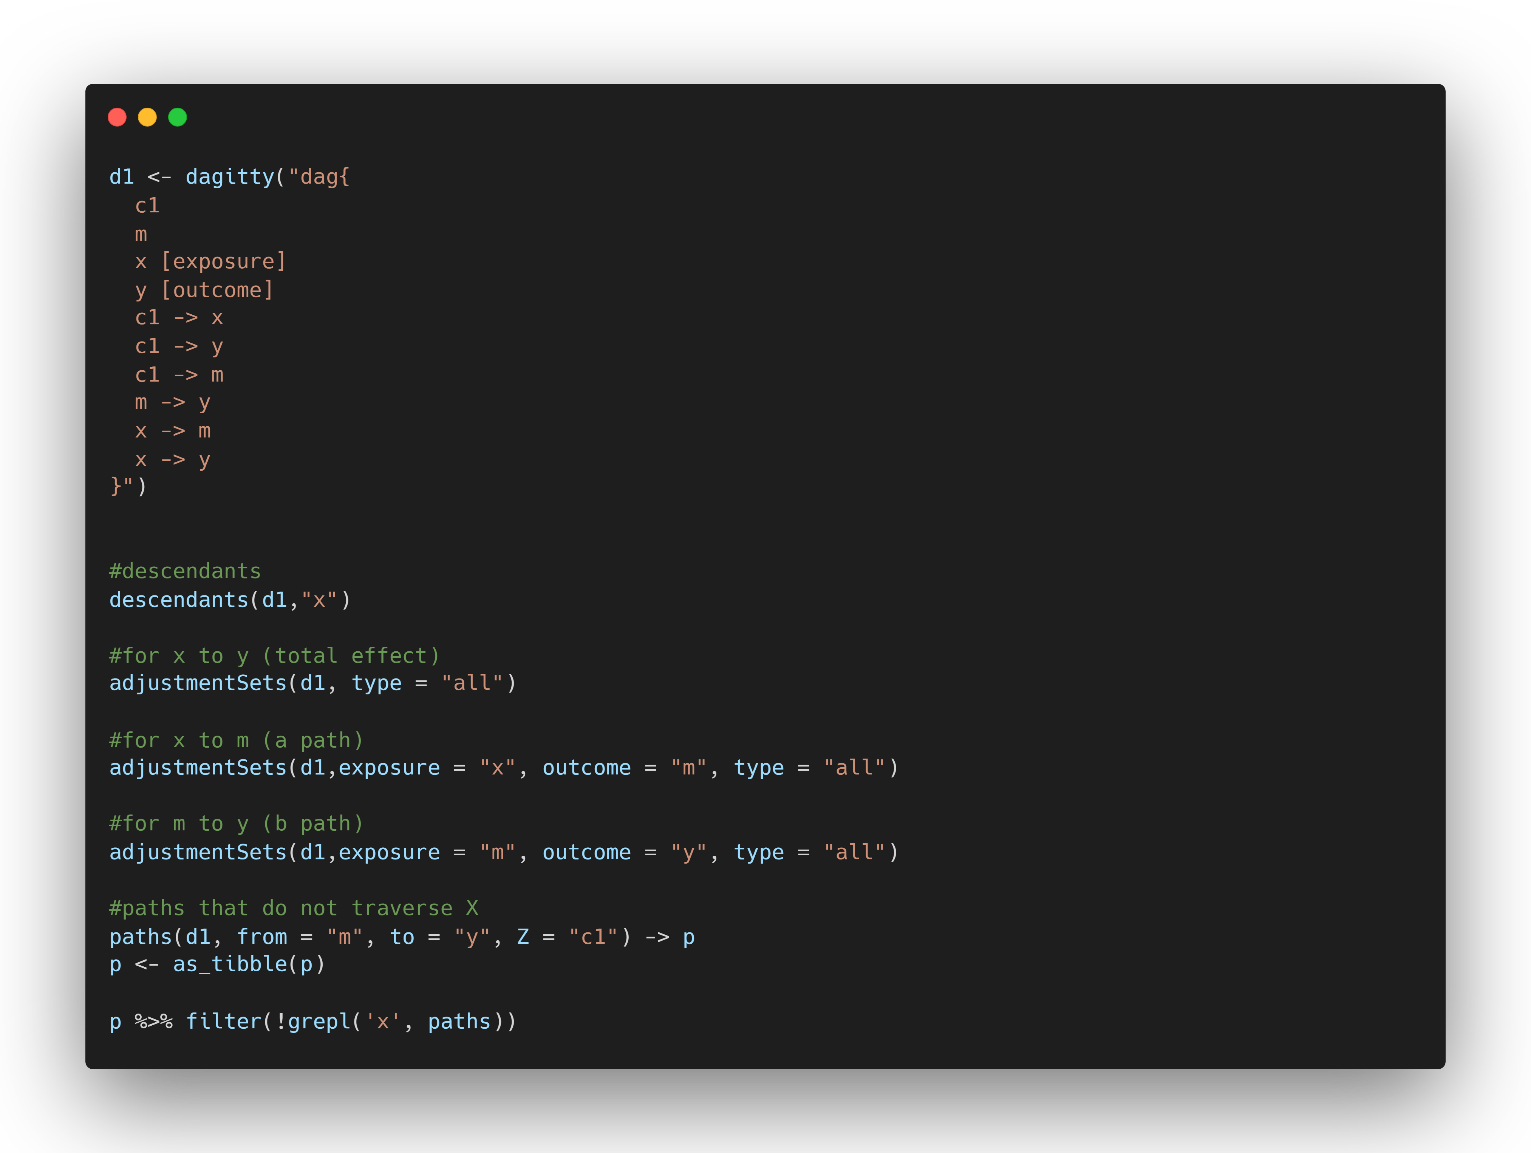 d1 <- dagitty("dag{
  c1
  m
  x [exposure]
  y [outcome]
  c1 -> x
  c1 -> y
  c1 -> m
  m -> y
  x -> m
  x -> y
}")
#descendants
descendants(d1,"x")
#for x to y (total effect)
adjustmentSets(d1, type = "all")
#for x to m (a path)
adjustmentSets(d1,exposure = "x", outcome = "m", type = "all")
#for m to y (b path)
adjustmentSets(d1,exposure = "m", outcome = "y", type = "all")
#paths that do not traverse X
paths(d1, from = "m", to = "y", Z = "c1") -> p
p <- as_tibble(p)
p %>% filter(!grepl('x', paths))